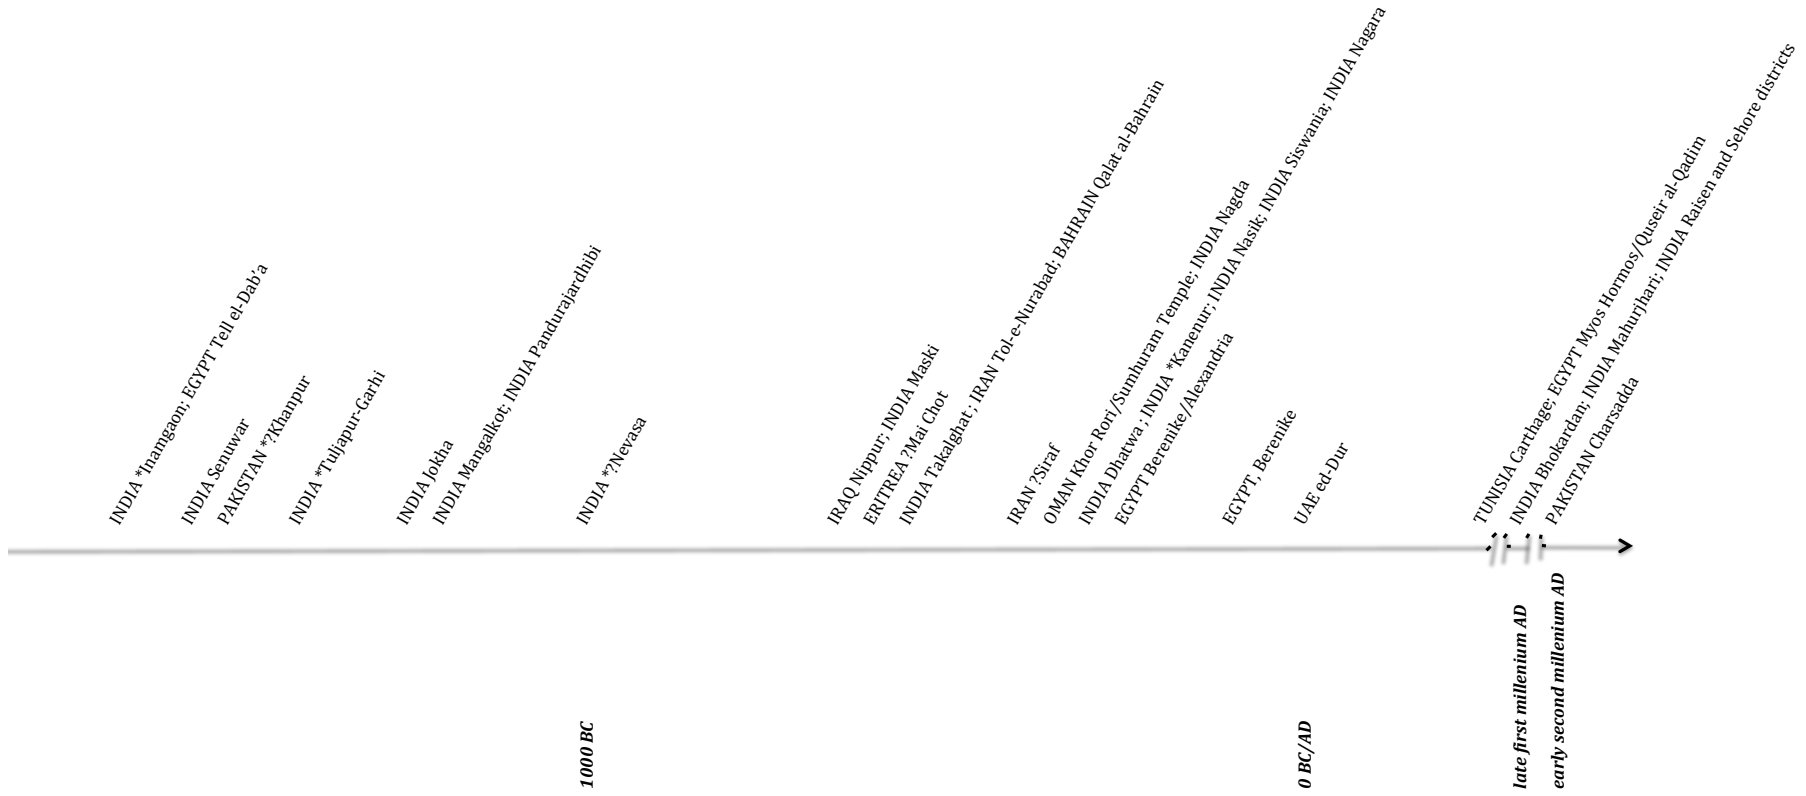 INDIA *Inamgaon; EGYPT Tell el-Dab’a
INDIA Senuwar
PAKISTAN *?Khanpur
INDIA *Tuljapur-Garhi
INDIA Jokha
INDIA Mangalkot; INDIA Pandurajardhibi
INDIA *?Nevasa
IRAQ Nippur; INDIA Maski
ERITREA ?Mai Chot
INDIA Takalghat ; IRAN Tol-e-Nurabad; BAHRAIN Qalat al-Bahrain
IRAN ?Siraf
OMAN Khor Rori/Sumhuram Temple; INDIA Nagda
INDIA Dhatwa ; INDIA *Kanenur; INDIA Nasik; INDIA Siswania; INDIA Nagara
EGYPT Berenike/Alexandria
EGYPT, Berenike
UAE ed-Dur
TUNISIA Carthage; EGYPT Myos Hormos/Quseir al-Qadim
INDIA Bhokardan; INDIA Mahurjhari; INDIA Raisen and Sehore districts
PAKISTAN Charsadda
1000 BC
0 BC/AD
late first millenium AD
early second millenium AD